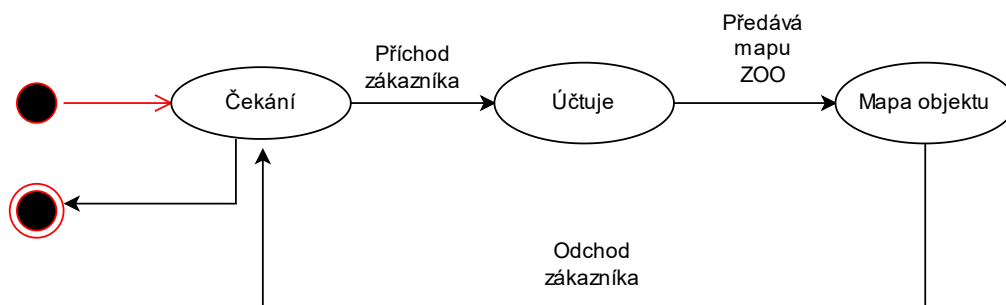 Předává
mapu
ZOO
Příchod
zákazníka
Čekání
Účtuje
Mapa objektu
Odchod
zákazníka